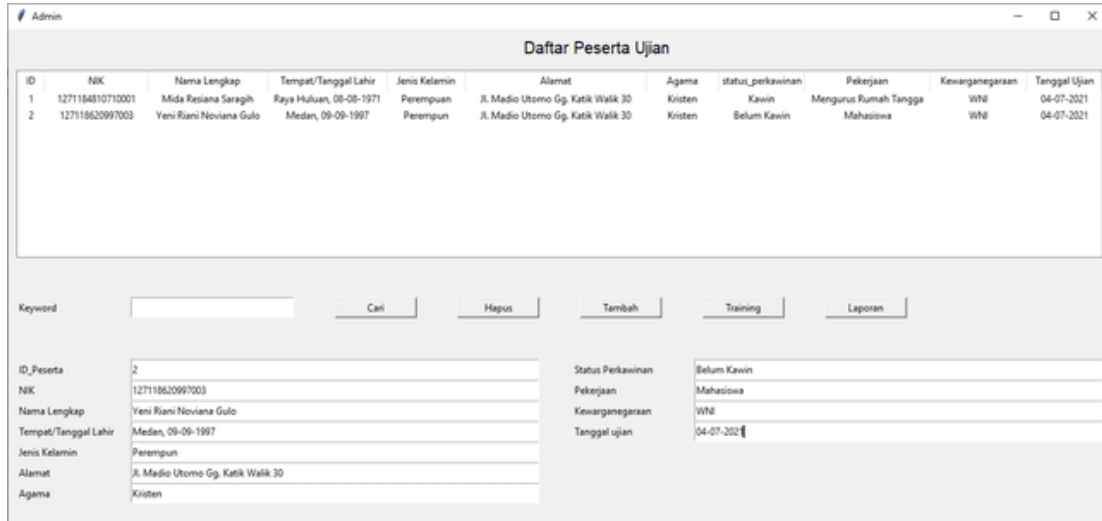 Admin
Daftar Peserta Ujian
ID NIK Nama Lengkap Tempat/Tanggal Lahir Jenis Kelamin Alamat Agama status_perkawinan Pekerjaan Kewarganegaraan Tanggal Ujian
1 1271184810710001 Mida Resiana Saragih Raya Huluan, 08-08-1971 Perempuan Jl. Madio Utomo Gg. Katik Walik 30 Kristen Kawin Mengurus Rumah Tangga WNI 04-07-2021
2 127118620997003 Yeni Riani Noviana Gulo Medan, 09-09-1997 Perempun Jl. Madio Utomo Gg. Katik Walik 30 Kristen Belum Kawin Mahasiswa WNI 04-07-2021
Keyword Cari Hapus Tambah Training Laporan
ID_Peserta 2 Status Perkawinan Belum Kawin
NIK 127118620997003 Pekerjaan Mahasiswa
Nama Lengkap Yeni Riani Noviana Gulo Kewarganegaraan WNI
Tempat/Tanggal Lahir Medan, 09-09-1997 Tanggal ujian 04-07-2021
Jenis Kelamin Perempun
Alamat Jl. Madio Utomo Gg. Katik Walik 30
Agama Kristen